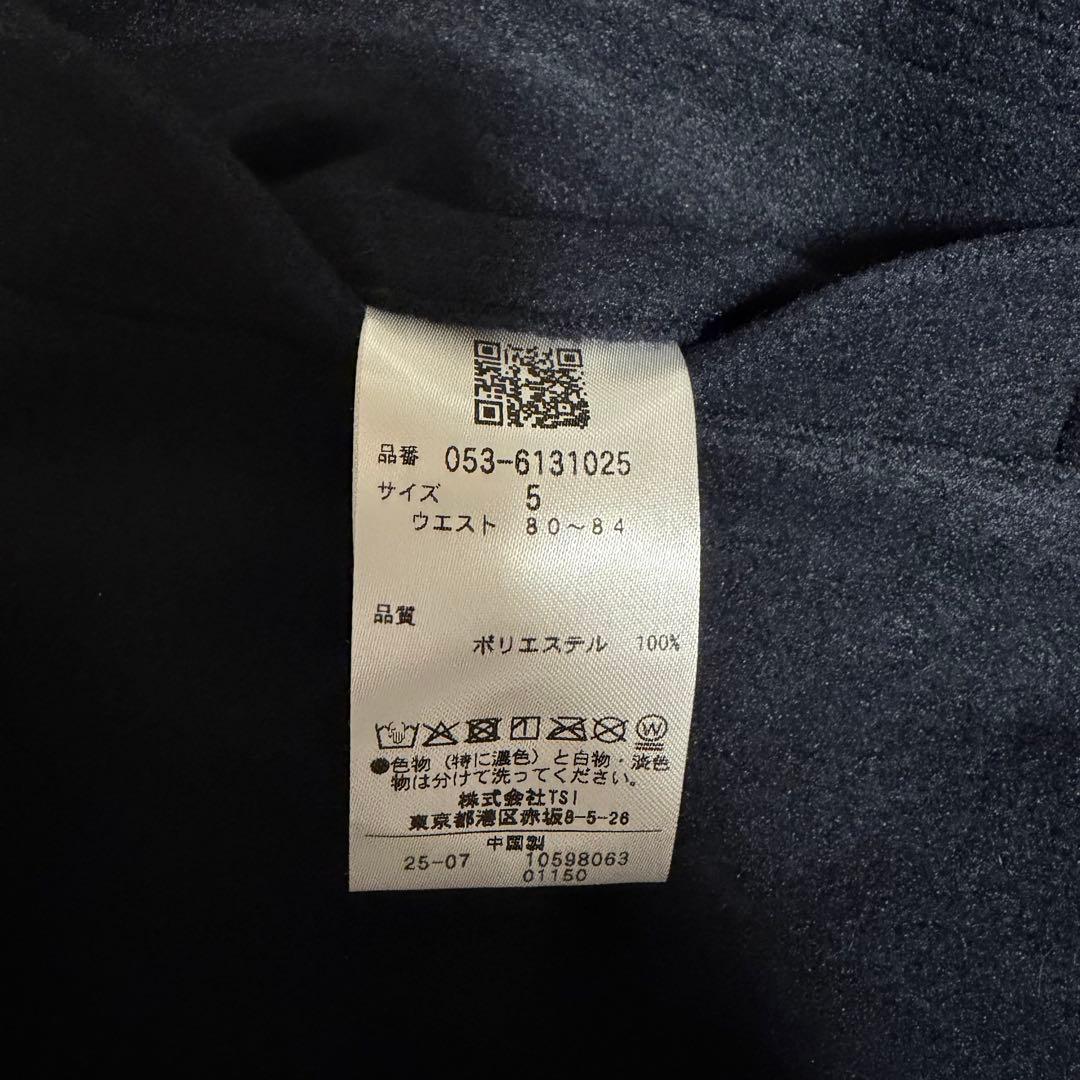 品番 053-6131025
サイズ 5
ウエスト 80～84
品質
ポリエステル 100%
W
●色物(特に濃色)と白物・淡色
物は分けて洗ってください。
株式会社TSI
東京都港区赤坂8-5-26
中国製
25-07 10598063
01150